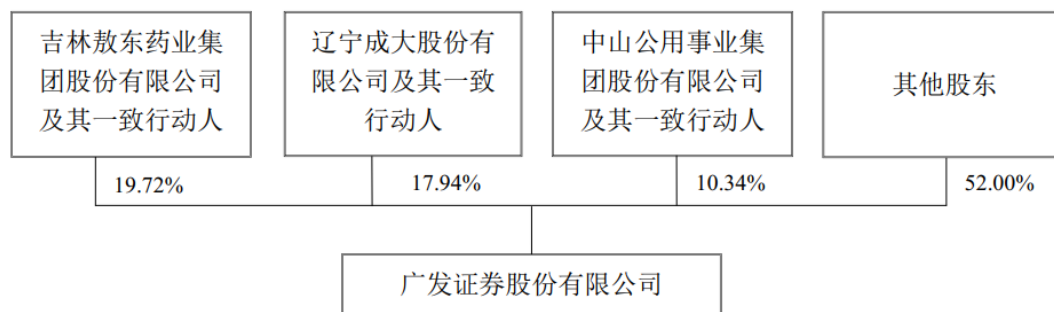 吉林敖东药业集
团股份有限公司
及其一致行动人
辽宁成大股份有
限公司及其一致
行动人
中山公用事业集
团股份有限公司
及其一致行动人
其他股东
19.72%
17.94%
10.34%
52.00%
广发证券股份有限公司